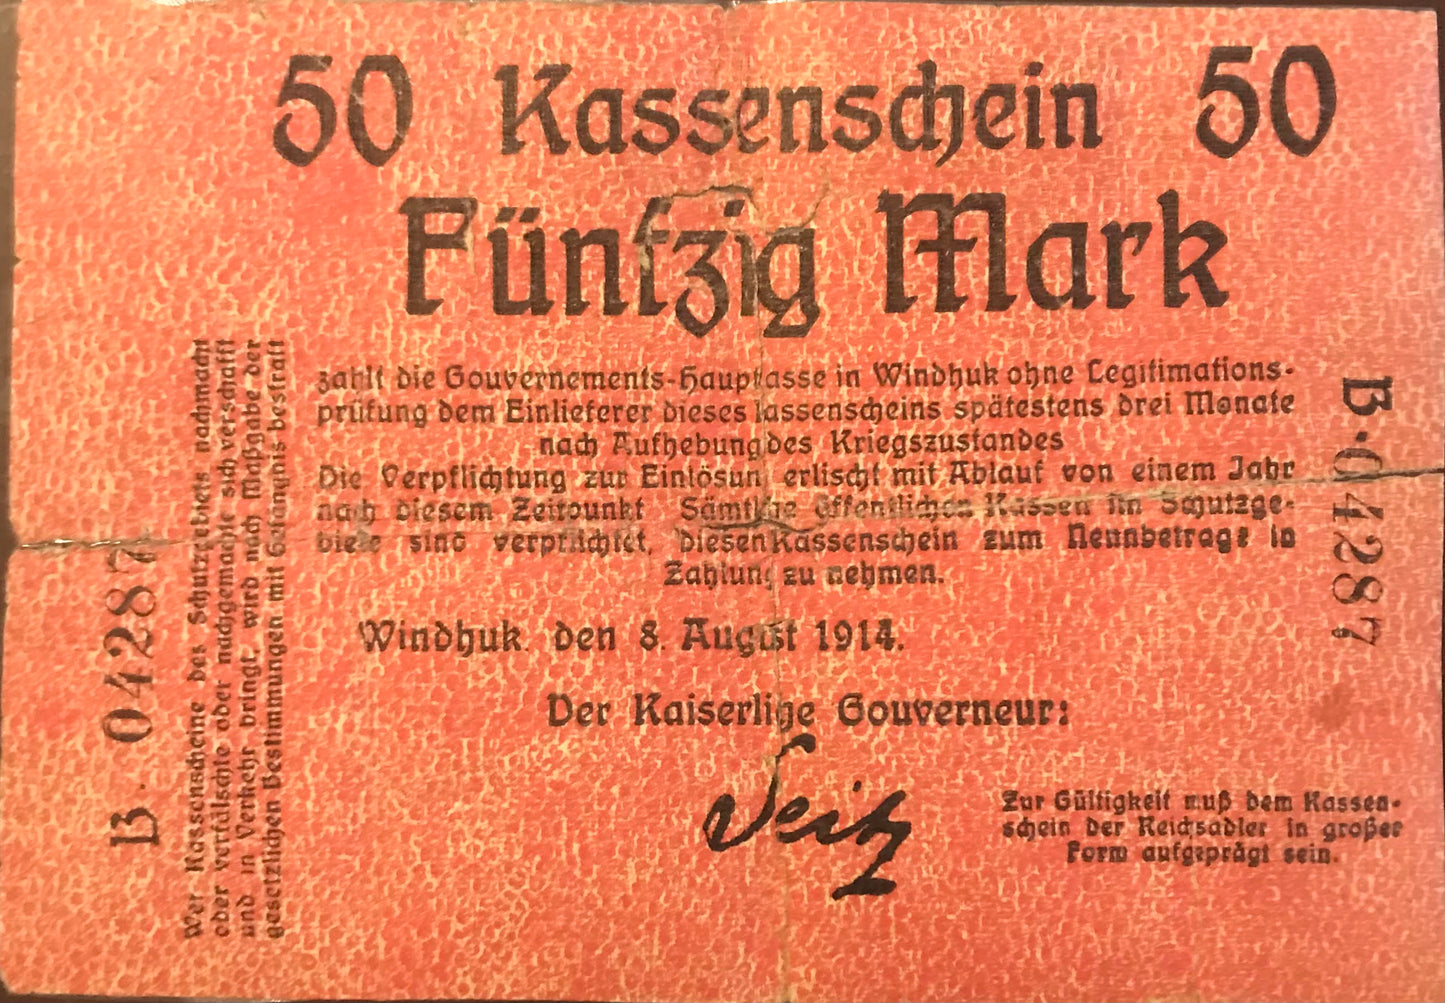 50 Kassenschein 50
Fünfzig Mark
zahlt die Gouvernements-Hauptkasse in Windhuk ohne Legitimations-
prüfung dem Einlieferer dieses Kassenscheins spätestens drei Monate
nach Aufhebung des Kriegszustandes
Die Verpflichtung zur Einlösung erlischt mit Ablauf von einem Jahr
nach diesem Zeitpunkt Sämtliche öffentlichen Kassen im Schutzge-
biete sind verpflichtet, diesen Kassenschein zum Nennbetrage in
Zahlung zu nehmen.
Windhuk, den 8. August 1914.
Der Kaiserliche Gouverneur:
Seitz
Zur Gültigkeit muß dem Kassen-
schein der Reichsadler in großer
Form aufgeprägt sein.
B. 04287
Wer Kassenscheine des Schutzgebiets nachmacht
oder verfälschte oder nachgemachte sich verschafft
und in Verkehr bringt, wird nach Maßgabe der
gesetzlichen Bestimmungen mit Gefängnis bestraft
B. 04287